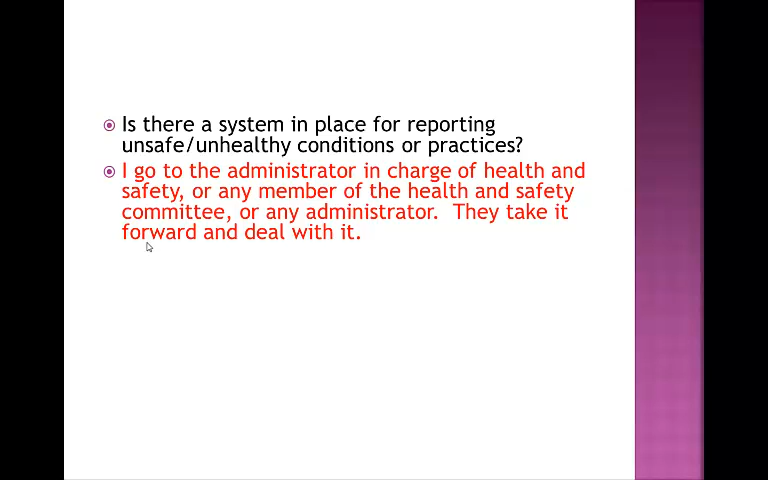 Is there a system in place for reporting
unsafe/unhealthy conditions or practices?
I go to the administrator in charge of health and
safety, or any member of the health and safety
committee, or any administrator.  They take it
forward and deal with it.